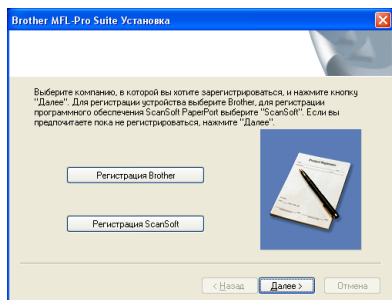 Brother MFL-Pro Suite Установка
Выберите компанию, в которой вы хотите зарегистрироваться, и нажмите кнопку
"Далее". Для регистрации устройства выберите Brother, для регистрации
программного обеспечения ScanSoft PaperPort выберите "ScanSoft". Если вы
предпочитаете пока не регистрироваться, нажмите "Далее".
Регистрация Brother
Регистрация ScanSoft
< Назад
Далее >
Отмена